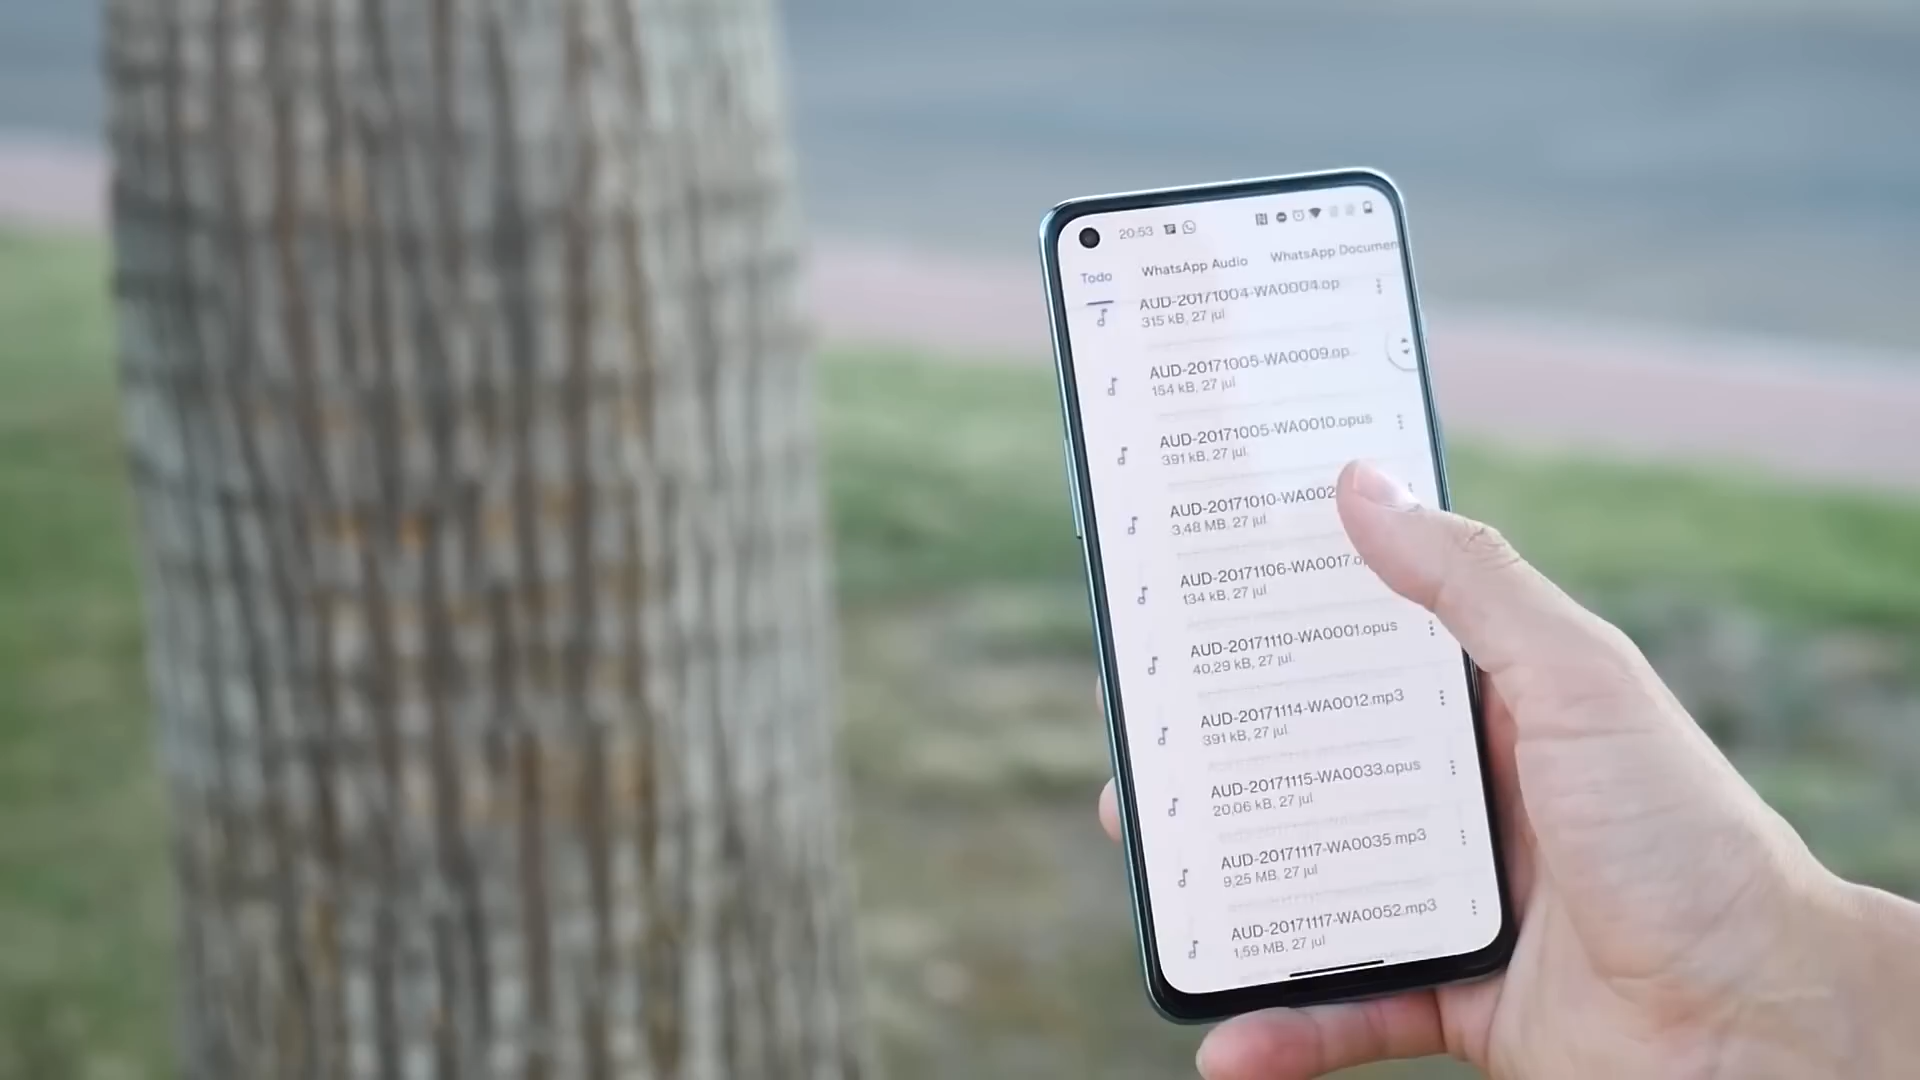 20:53
Todo WhatsApp Audio WhatsApp Documen
AUD-20171004-WA0004.op
315 kB, 27 jul.
AUD-20171005-WA0009.op
154 kB, 27 jul.
AUD-20171005-WA0010.opus
391 kB, 27 jul.
AUD-20171010-WA002
3,48 MB, 27 jul.
AUD-20171106-WA0017.o
134 kB, 27 jul.
AUD-20171110-WA0001.opus
40,29 kB, 27 jul.
AUD-20171114-WA0012.mp3
391 kB, 27 jul.
AUD-20171115-WA0033.opus
20,06 kB, 27 jul.
AUD-20171117-WA0035.mp3
9,25 MB, 27 jul.
AUD-20171117-WA0052.mp3
1,59 MB, 27 jul.